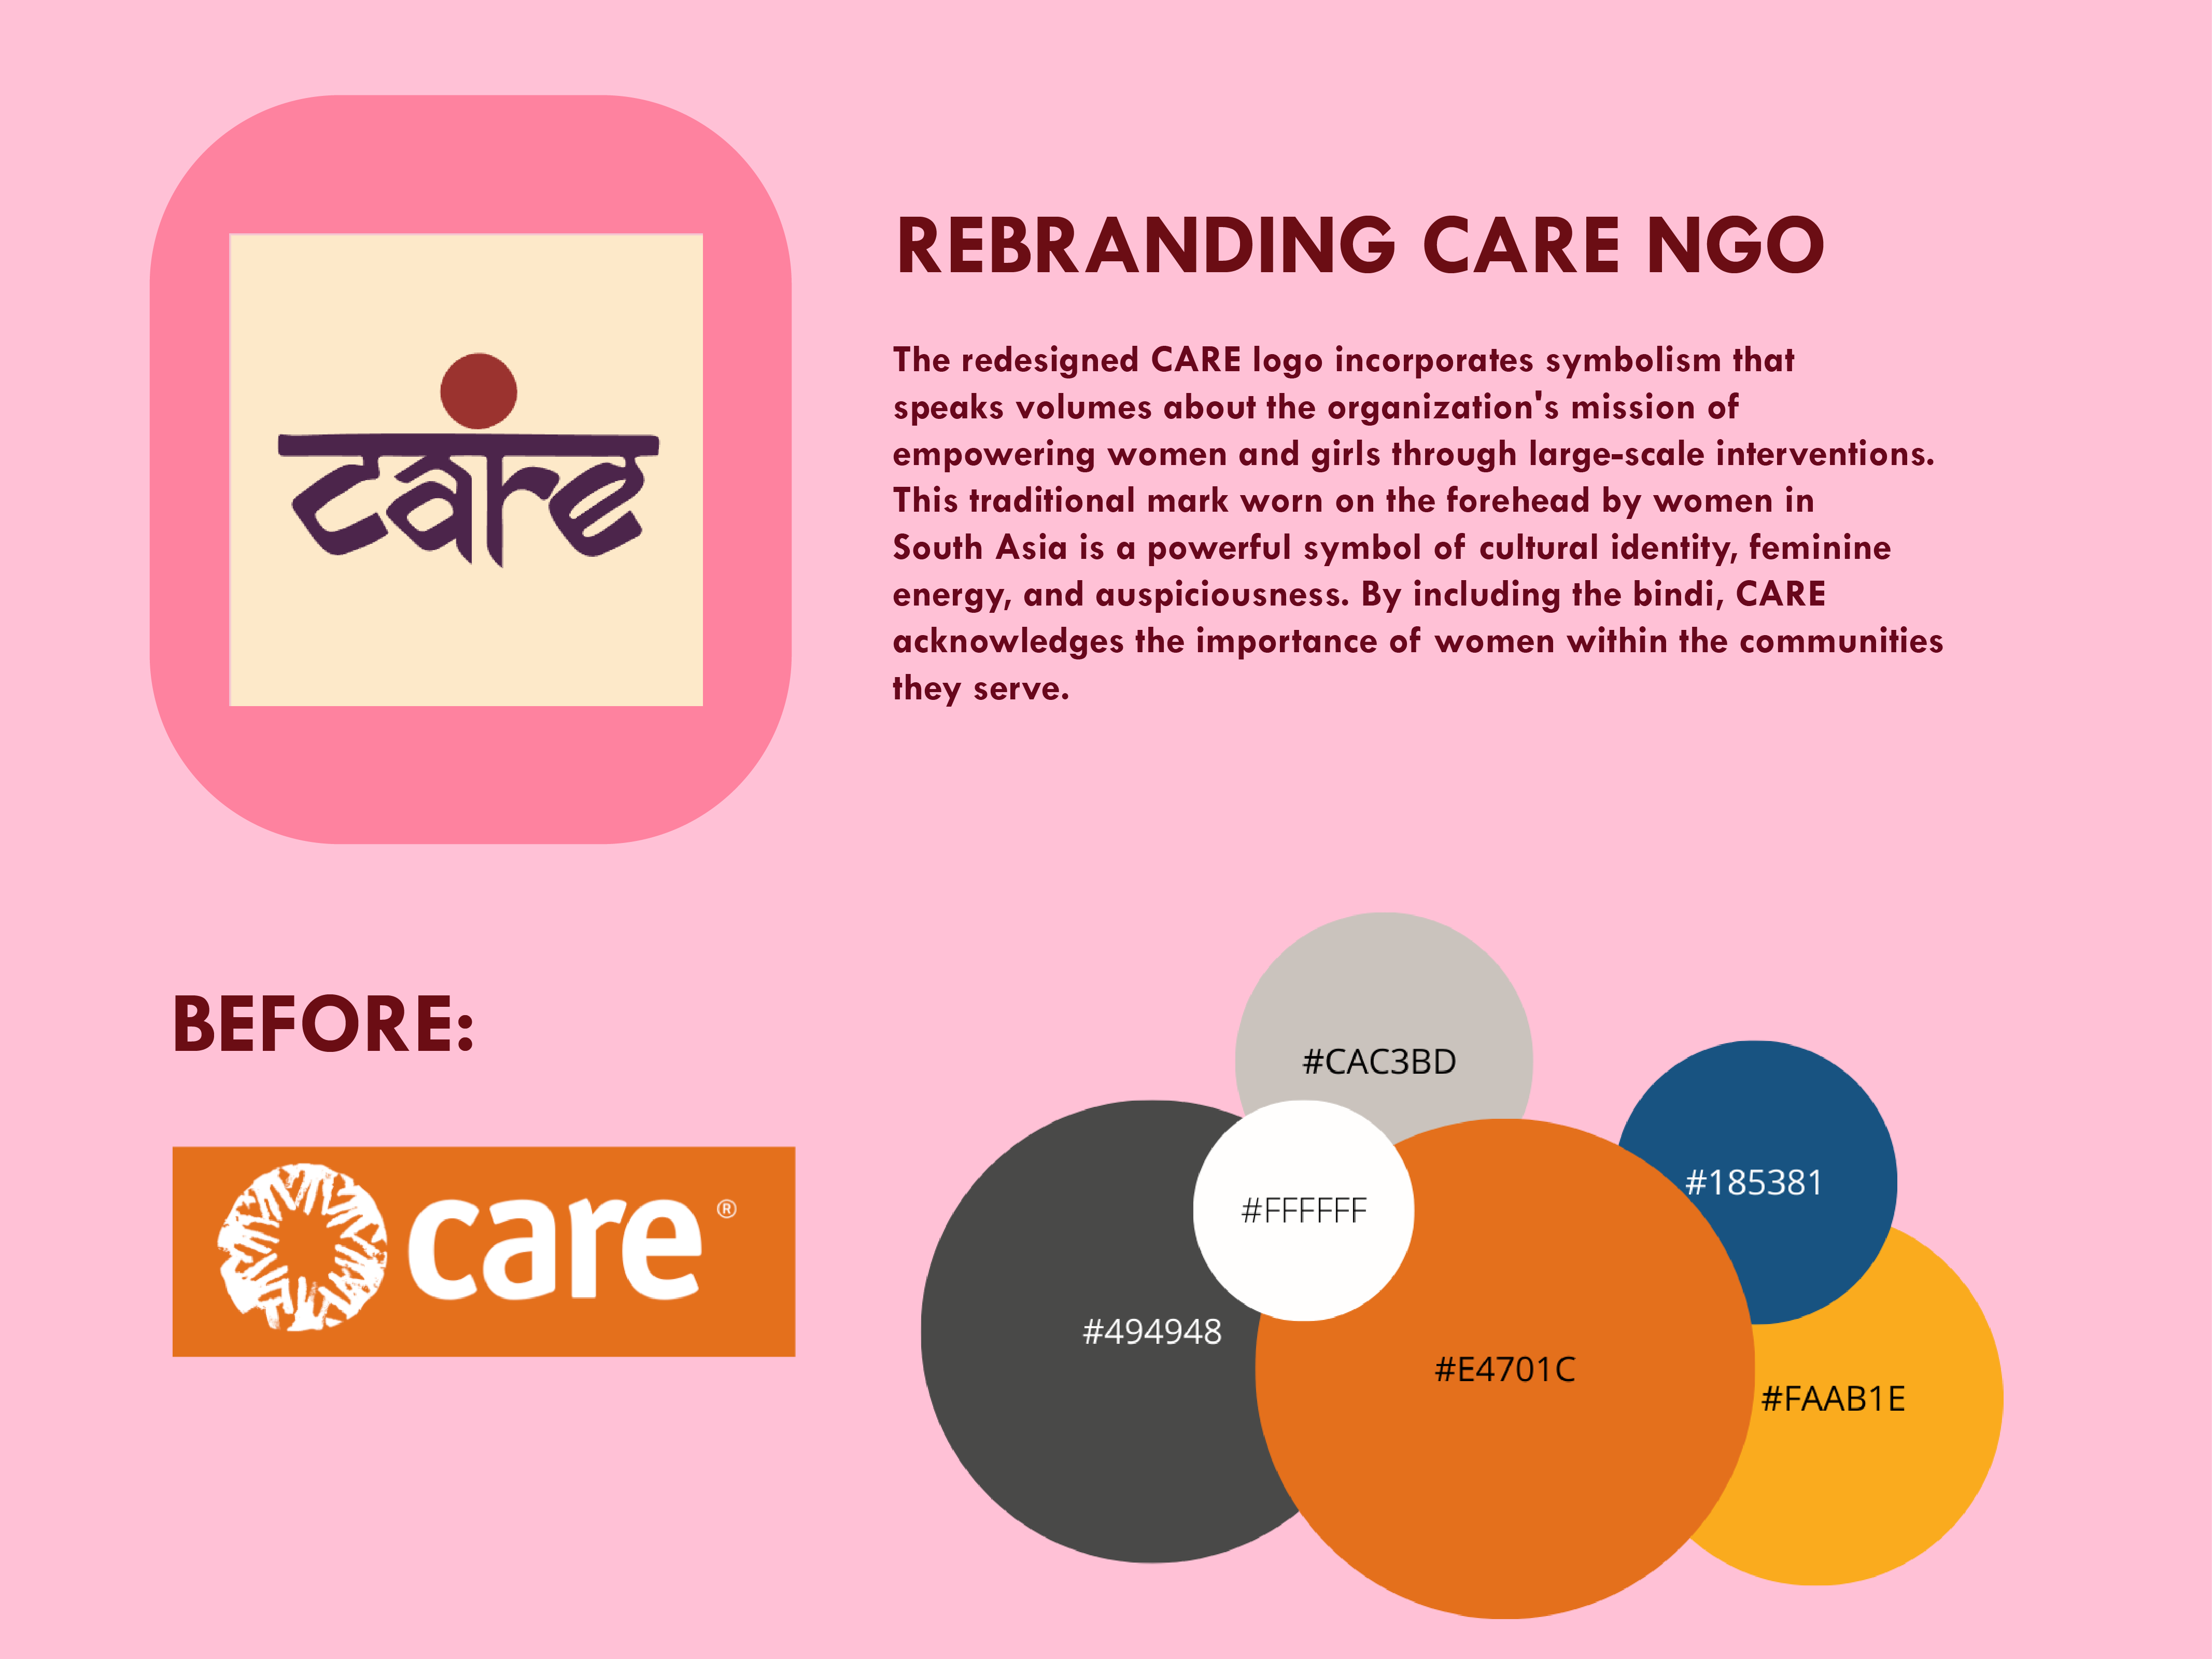 care
REBRANDING CARE NGO
The redesigned CARE logo incorporates symbolism that
speaks volumes about the organization's mission of
empowering women and girls through large-scale interventions.
This traditional mark worn on the forehead by women in
South Asia is a powerful symbol of cultural identity, feminine
energy, and auspiciousness. By including the bindi, CARE
acknowledges the importance of women within the communities
they serve.
BEFORE:
care ®
#CAC3BD
#185381
#FFFFFF
#494948
#E4701C
#FAAB1E